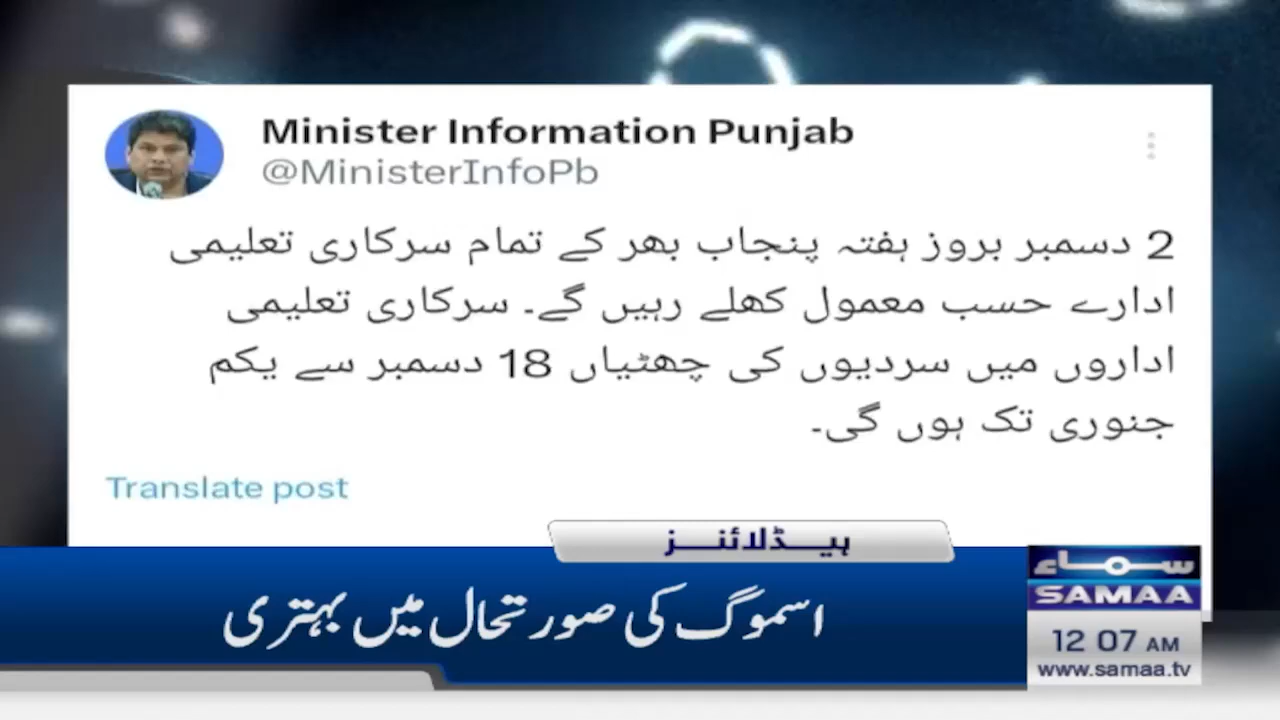 Minister Information Punjab
@MinisterInfoPb
2 دسمبر بروز ہفتہ پنجاب بھر کے تمام سرکاری تعلیمی
ادارے حسب معمول کھلے رہیں گے۔ سرکاری تعلیمی
اداروں میں سردیوں کی چھٹیاں 18 دسمبر سے یکم
جنوری تک ہوں گی۔
Translate post
ہیڈلائنز
اسموگ کی صورتحال میں بہتری
سماء
SAMAA
12 07 AM
www.samaa.tv